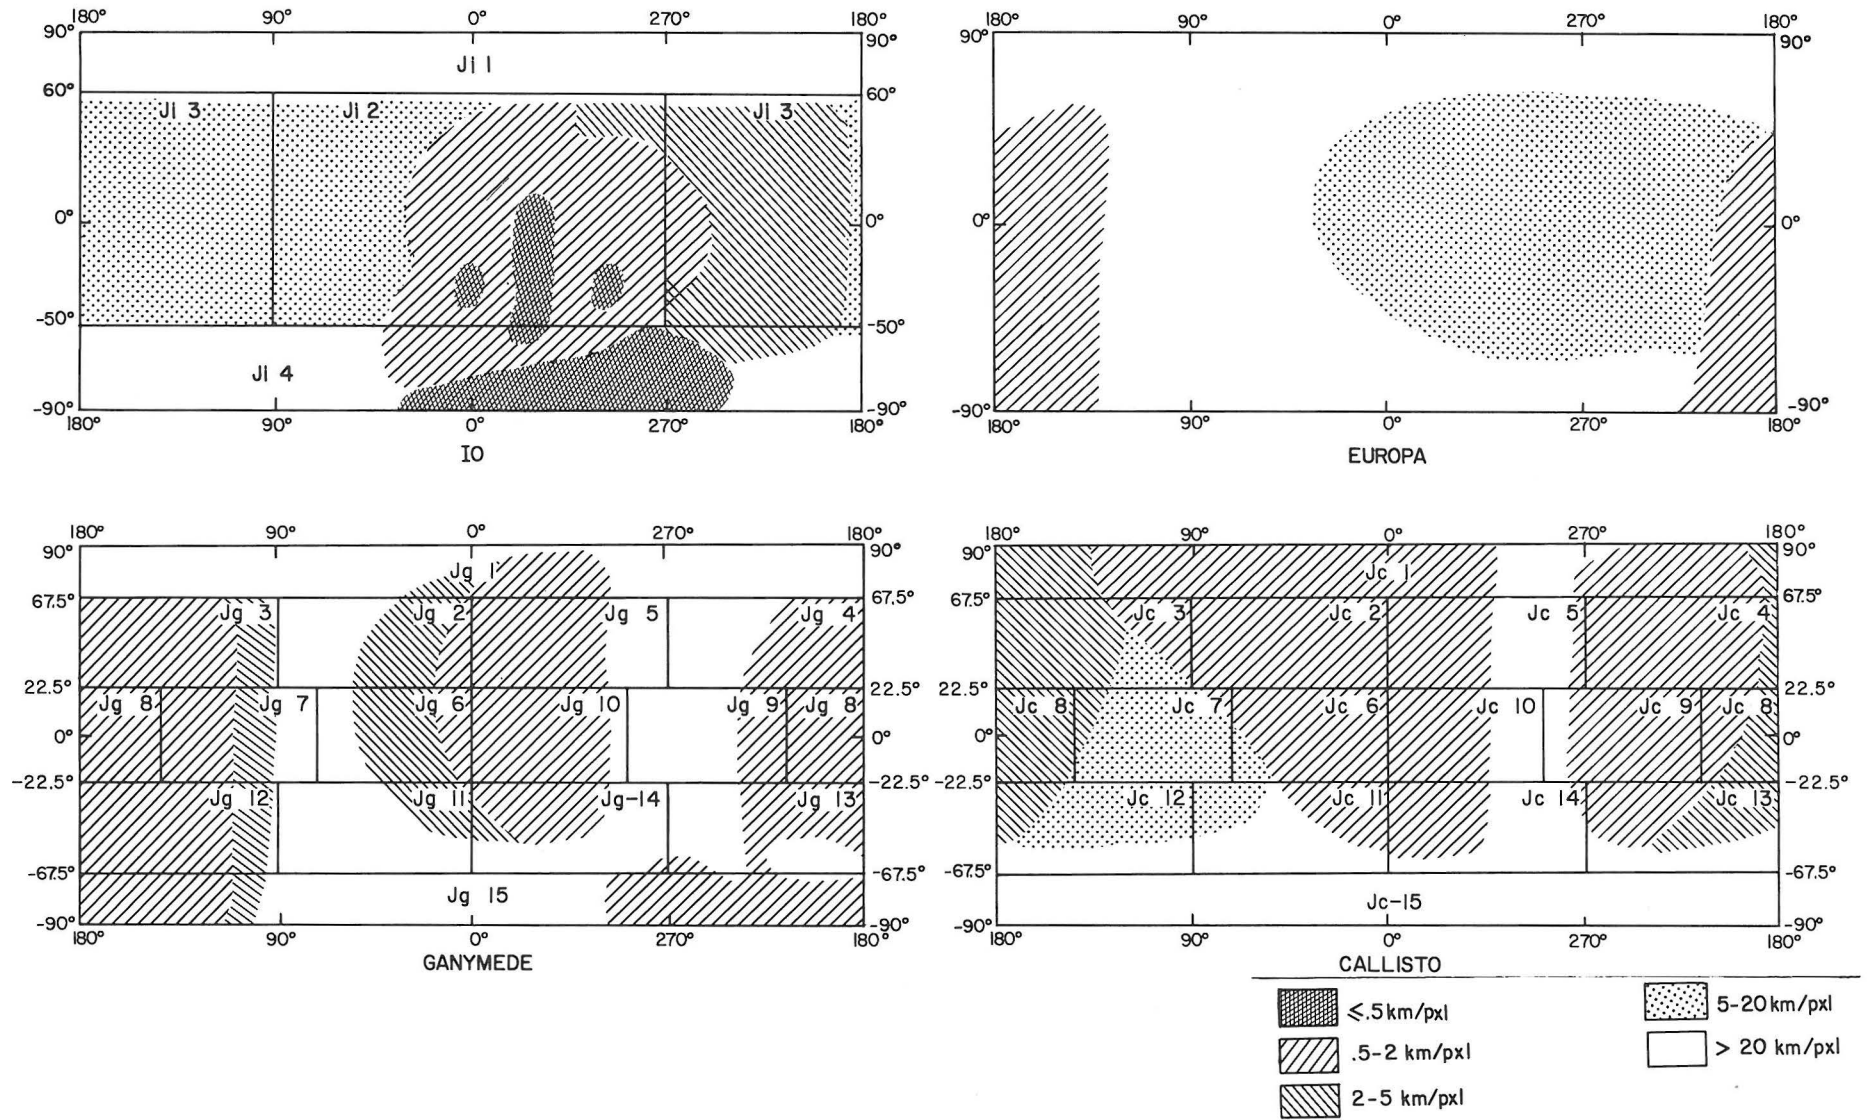 180° 90° 0° 270° 180°
90° 90°
Ji 1
60° 60°
Ji 3 Ji 2 Ji 3
0° 0°
-50° -50°
Ji 4
-90° -90°
180° 90° 0° 270° 180°
IO
180° 90° 0° 270° 180°
90° 90°
0° 0°
-90° -90°
180° 90° 0° 270° 180°
EUROPA
180° 90° 0° 270° 180°
90° 90°
Jg 1
67.5° 67.5°
Jg 3 Jg 2 Jg 5 Jg 4
22.5° 22.5°
Jg 8 Jg 7 Jg 6 Jg 10 Jg 9 Jg 8
0° 0°
-22.5° -22.5°
Jg 12 Jg 11 Jg-14 Jg 13
-67.5° -67.5°
Jg 15
-90° -90°
180° 90° 0° 270° 180°
GANYMEDE
180° 90° 0° 270° 180°
90° 90°
Jc 1
67.5° 67.5°
Jc 3 Jc 2 Jc 5 Jc 4
22.5° 22.5°
Jc 8 Jc 7 Jc 6 Jc 10 Jc 9 Jc 8
0° 0°
-22.5° -22.5°
Jc 12 Jc 11 Jc 14 Jc 13
-67.5° -67.5°
Jc-15
-90° -90°
180° 90° 0° 270° 180°
CALLISTO
≤.5 km/pxl
.5-2 km/pxl
2-5 km/pxl
5-20 km/pxl
> 20 km/pxl